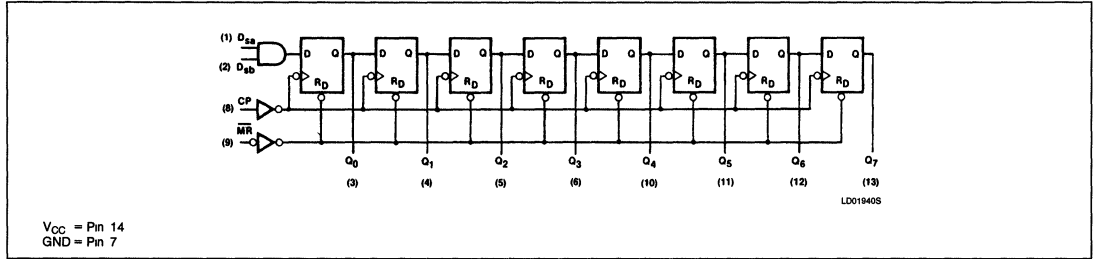 (1) Dsa
(2) Dsb
D Q D Q D Q D Q D Q D Q D Q D Q
RD RD RD RD RD RD RD RD
(8) CP
(9) MR
Q0 Q1 Q2 Q3 Q4 Q5 Q6 Q7
(3) (4) (5) (6) (10) (11) (12) (13)
LD01940S
VCC = Pin 14
GND = Pin 7